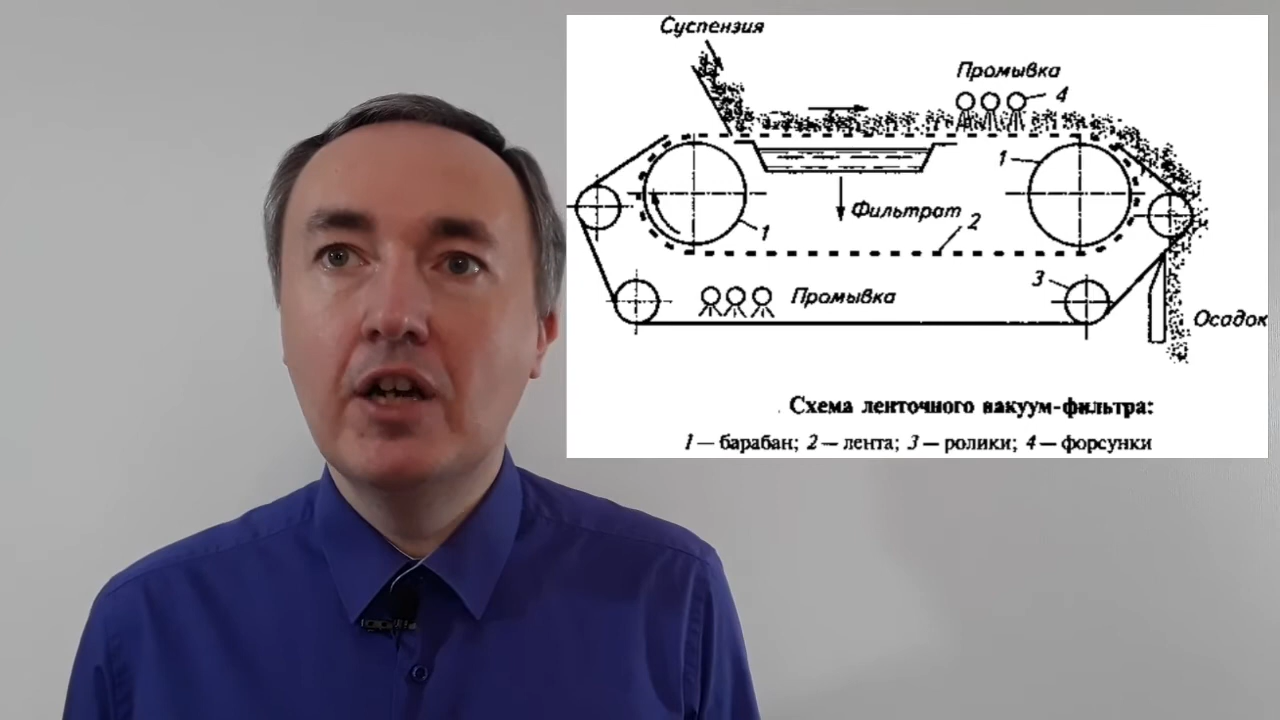 Суспензия
Промывка
4
1
1
Фильтрат
2
3
Промывка
Осадок
Схема ленточного вакуум-фильтра:
1 — барабан; 2 — лента; 3 — ролики; 4 — форсунки